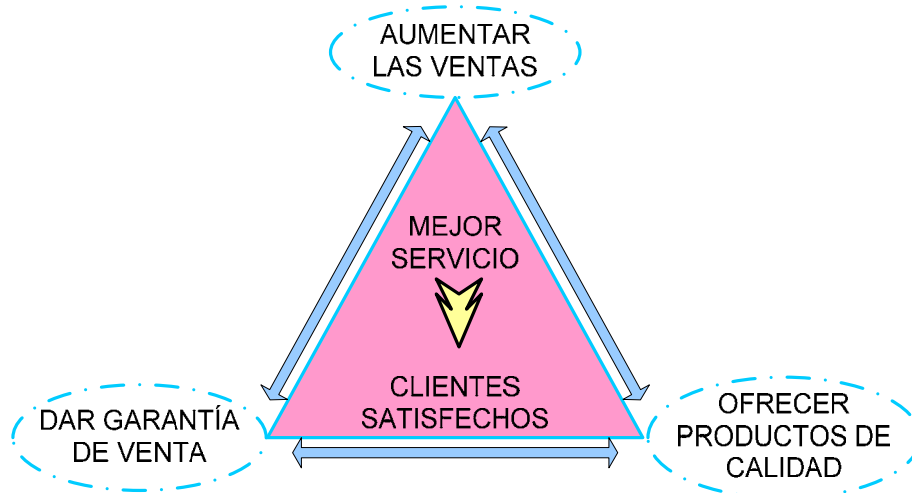 AUMENTAR
LAS VENTAS
MEJOR
SERVICIO
CLIENTES
SATISFECHOS
DAR GARANTÍA
DE VENTA
OFRECER
PRODUCTOS DE
CALIDAD